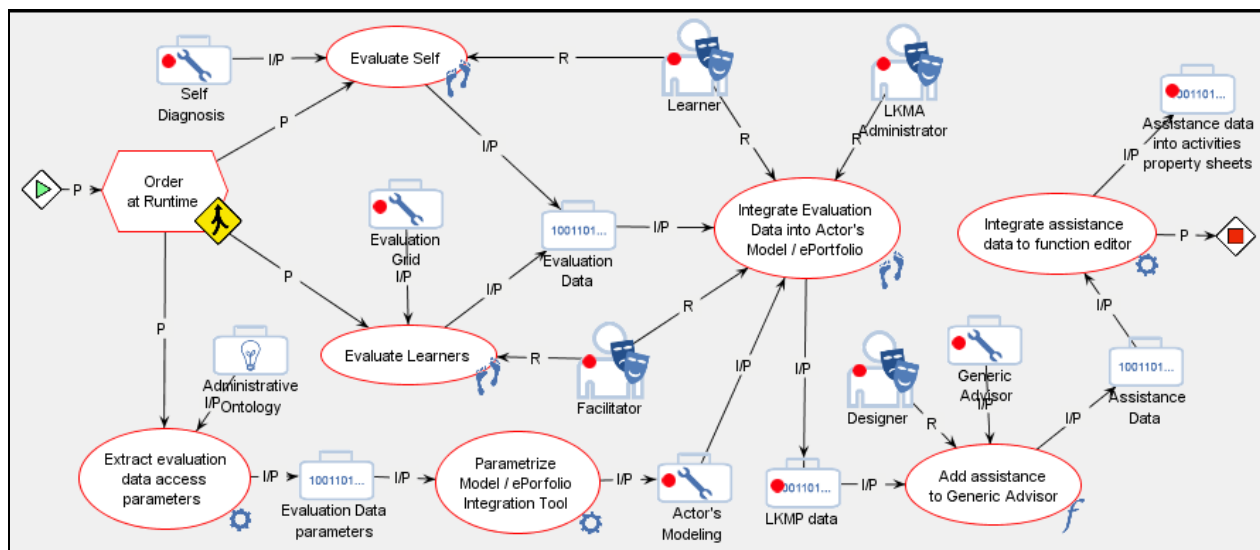 I/P
Evaluate Self
R
Self
Diagnosis
Learner
LKMA
Administrator
1001101...
Assistance data
into activities
property sheets
P
I/P
R
R
I/P
P
Order
at Runtime
Evaluation
Grid
I/P
1001101...
Evaluation
Data
I/P
Integrate Evaluation
Data into Actor's
Model / ePortfolio
Integrate assistance
data to function editor
P
P
I/P
R
P
Evaluate Learners
R
Facilitator
I/P
I/P
Administrative
Ontology
I/P
Designer
R
Generic
Advisor
I/P
I/P
1001101...
Assistance
Data
I/P
Extract evaluation
data access
parameters
I/P
1001101...
Evaluation Data
parameters
I/P
Parametrize
Model / ePorfolio
Integration Tool
I/P
Actor's
Modeling
1001101...
LKMP data
I/P
Add assistance
to Generic Advisor
f